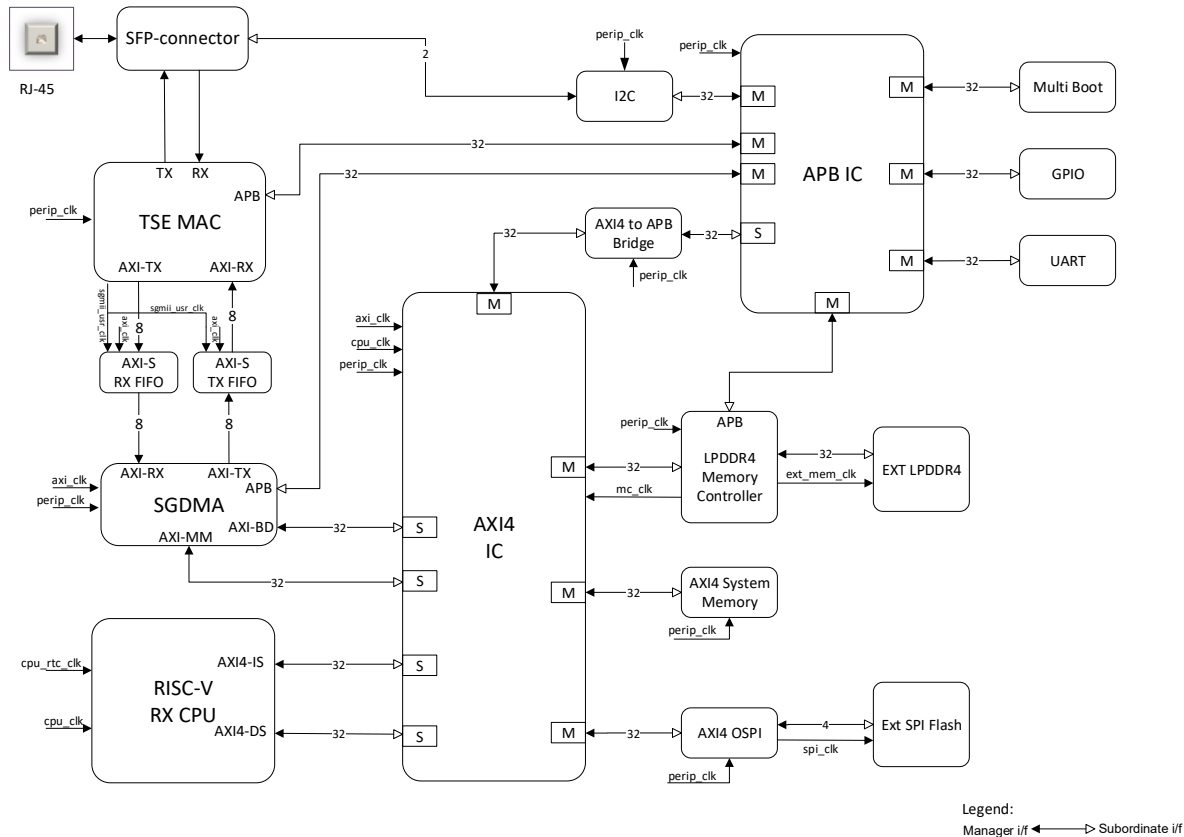 SFP-connector
RJ-45
2
perip_clk
I2C
32
perip_clk
M
M
M
S
M
M
M
M
APB IC
32
Multi Boot
32
GPIO
32
UART
TX
RX
APB
TSE MAC
perip_clk
AXI-TX
AXI-RX
32
32
sgmii_usr_clk
axi_clk
8
sgmii_usr_clk
axi_clk
8
AXI-S
RX FIFO
AXI-S
TX FIFO
8
8
32
AXI4 to APB
Bridge
32
perip_clk
AXI-RX
AXI-TX
APB
axi_clk
perip_clk
SGDMA
AXI-BD
AXI-MM
32
32
M
axi_clk
cpu_clk
perip_clk
AXI4
IC
S
S
S
S
M
M
M
32
mc_clk
perip_clk
APB
LPDDR4
Memory
Controller
32
ext_mem_clk
EXT LPDDR4
32
AXI4 System
Memory
perip_clk
cpu_rtc_clk
cpu_clk
RISC-V
RX CPU
AXI4-IS
AXI4-DS
32
32
32
AXI4 OSPI
perip_clk
4
spi_clk
Ext SPI Flash
Legend:
Manager i/f
Subordinate i/f